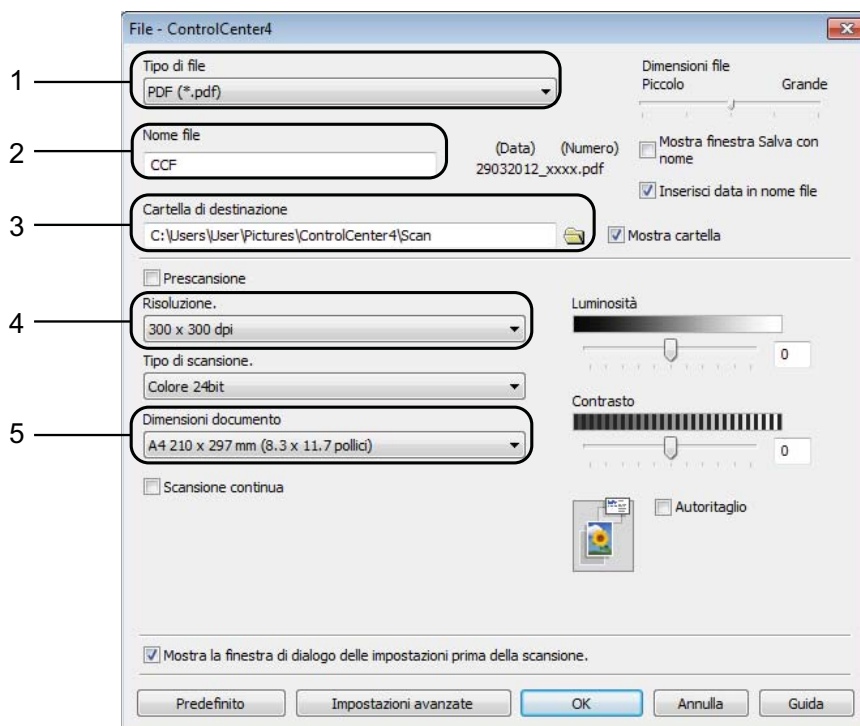 File - ControlCenter4
1
Tipo di file
PDF (*.pdf)
Dimensioni file
Piccolo Grande
2
Nome file
CCF
(Data) (Numero)
29032012_xxxx.pdf
Mostra finestra Salva con
nome
Inserisci data in nome file
3
Cartella di destinazione
C:\Users\User\Pictures\ControlCenter4\Scan
Mostra cartella
Prescansione
4
Risoluzione.
300 x 300 dpi
Tipo di scansione.
Colore 24bit
5
Dimensioni documento
A4 210 x 297 mm (8.3 x 11.7 pollici)
Scansione continua
Luminosità
0
Contrasto
0
Autoritaglio
Mostra la finestra di dialogo delle impostazioni prima della scansione.
Predefinito Impostazioni avanzate OK Annulla Guida